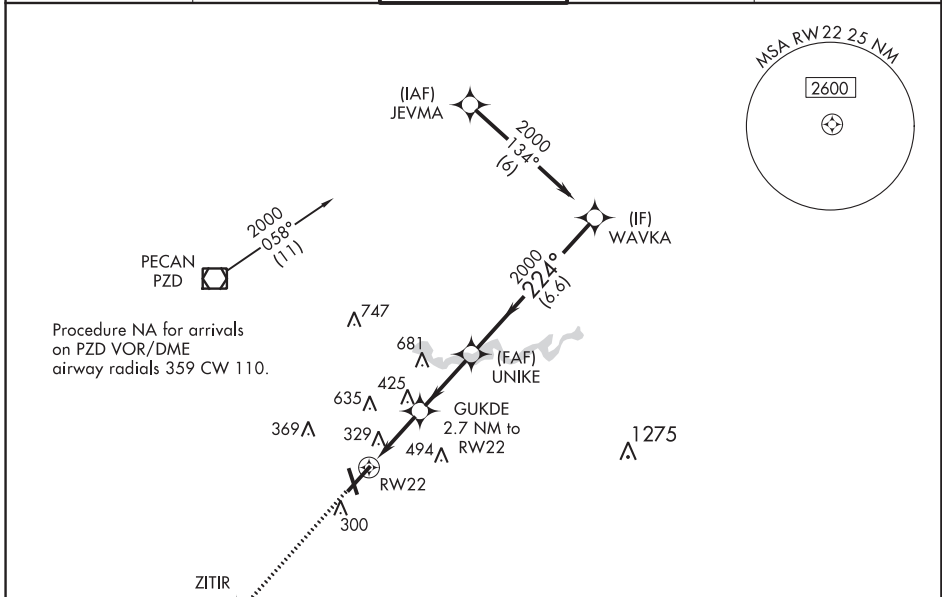 MSA RW22 25 NM
2600
(IAF)
JEVMA
2000
134°
(6)
(IF)
WAVKA
2000
058°
(11)
PECAN
PZD
2000
224°
(6.6)
Procedure NA for arrivals
on PZD VOR/DME
airway radials 359 CW 110.
747
681
(FAF)
UNIKE
425
635
GUKDE
2.7 NM to
RW22
369
329
494
1275
RW22
300
ZITIR